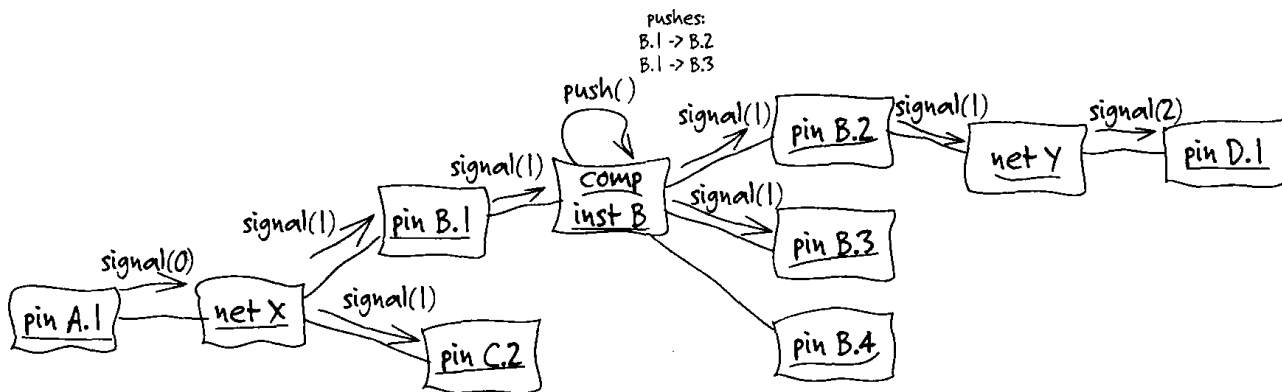 pushes:
B.1 -> B.2
B.1 -> B.3
push()
signal(1)
pin B.2
signal(1)
net Y
signal(2)
pin D.1
signal(1)
comp
inst B
signal(1)
pin B.3
signal(1)
pin B.1
signal(0)
pin A.1
net X
signal(1)
pin C.2
pin B.4